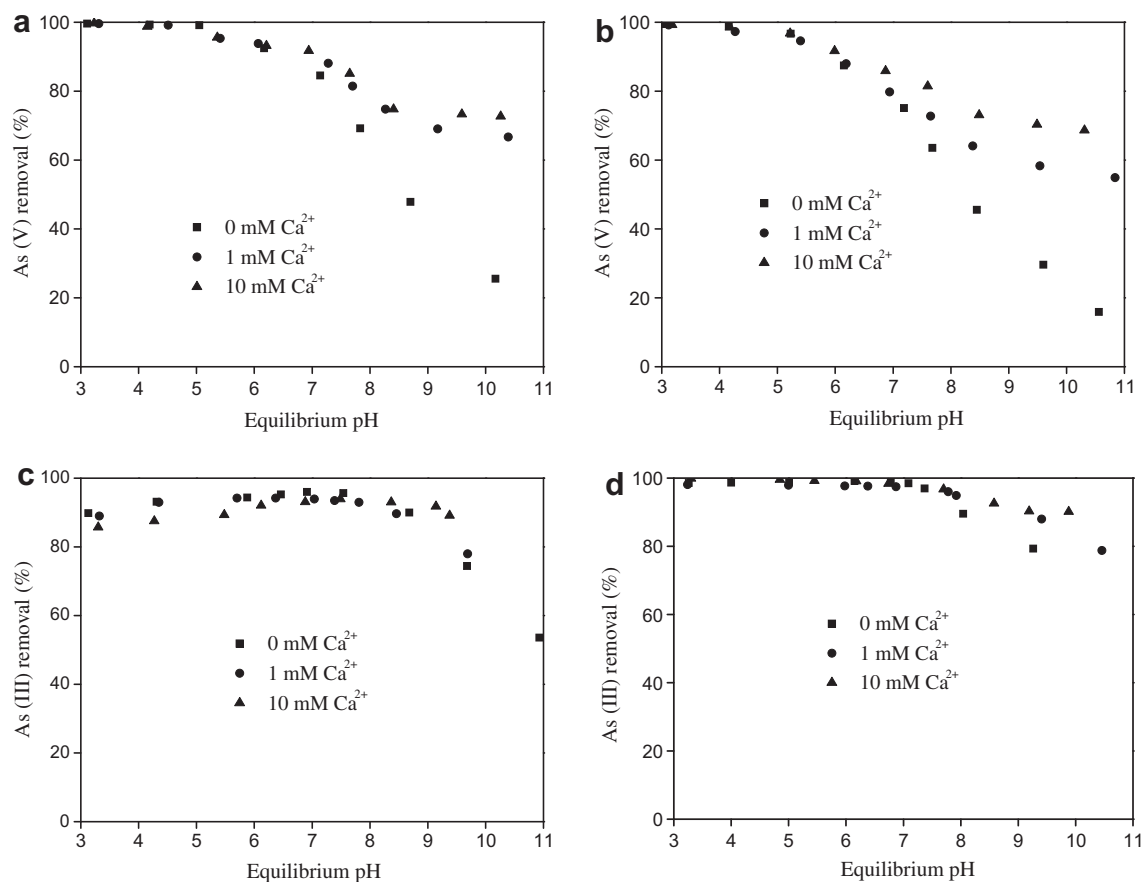 a
100
80
60
40
20
0
As (V) removal (%)
0 mM Ca²⁺
1 mM Ca²⁺
10 mM Ca²⁺
3 4 5 6 7 8 9 10 11
Equilibrium pH
b
100
80
60
40
20
0
As (V) removal (%)
0 mM Ca²⁺
1 mM Ca²⁺
10 mM Ca²⁺
3 4 5 6 7 8 9 10 11
Equilibrium pH
c
100
80
60
40
20
0
As (III) removal (%)
0 mM Ca²⁺
1 mM Ca²⁺
10 mM Ca²⁺
3 4 5 6 7 8 9 10 11
Equilibrium pH
d
100
80
60
40
20
0
As (III) removal (%)
0 mM Ca²⁺
1 mM Ca²⁺
10 mM Ca²⁺
3 4 5 6 7 8 9 10 11
Equilibrium pH